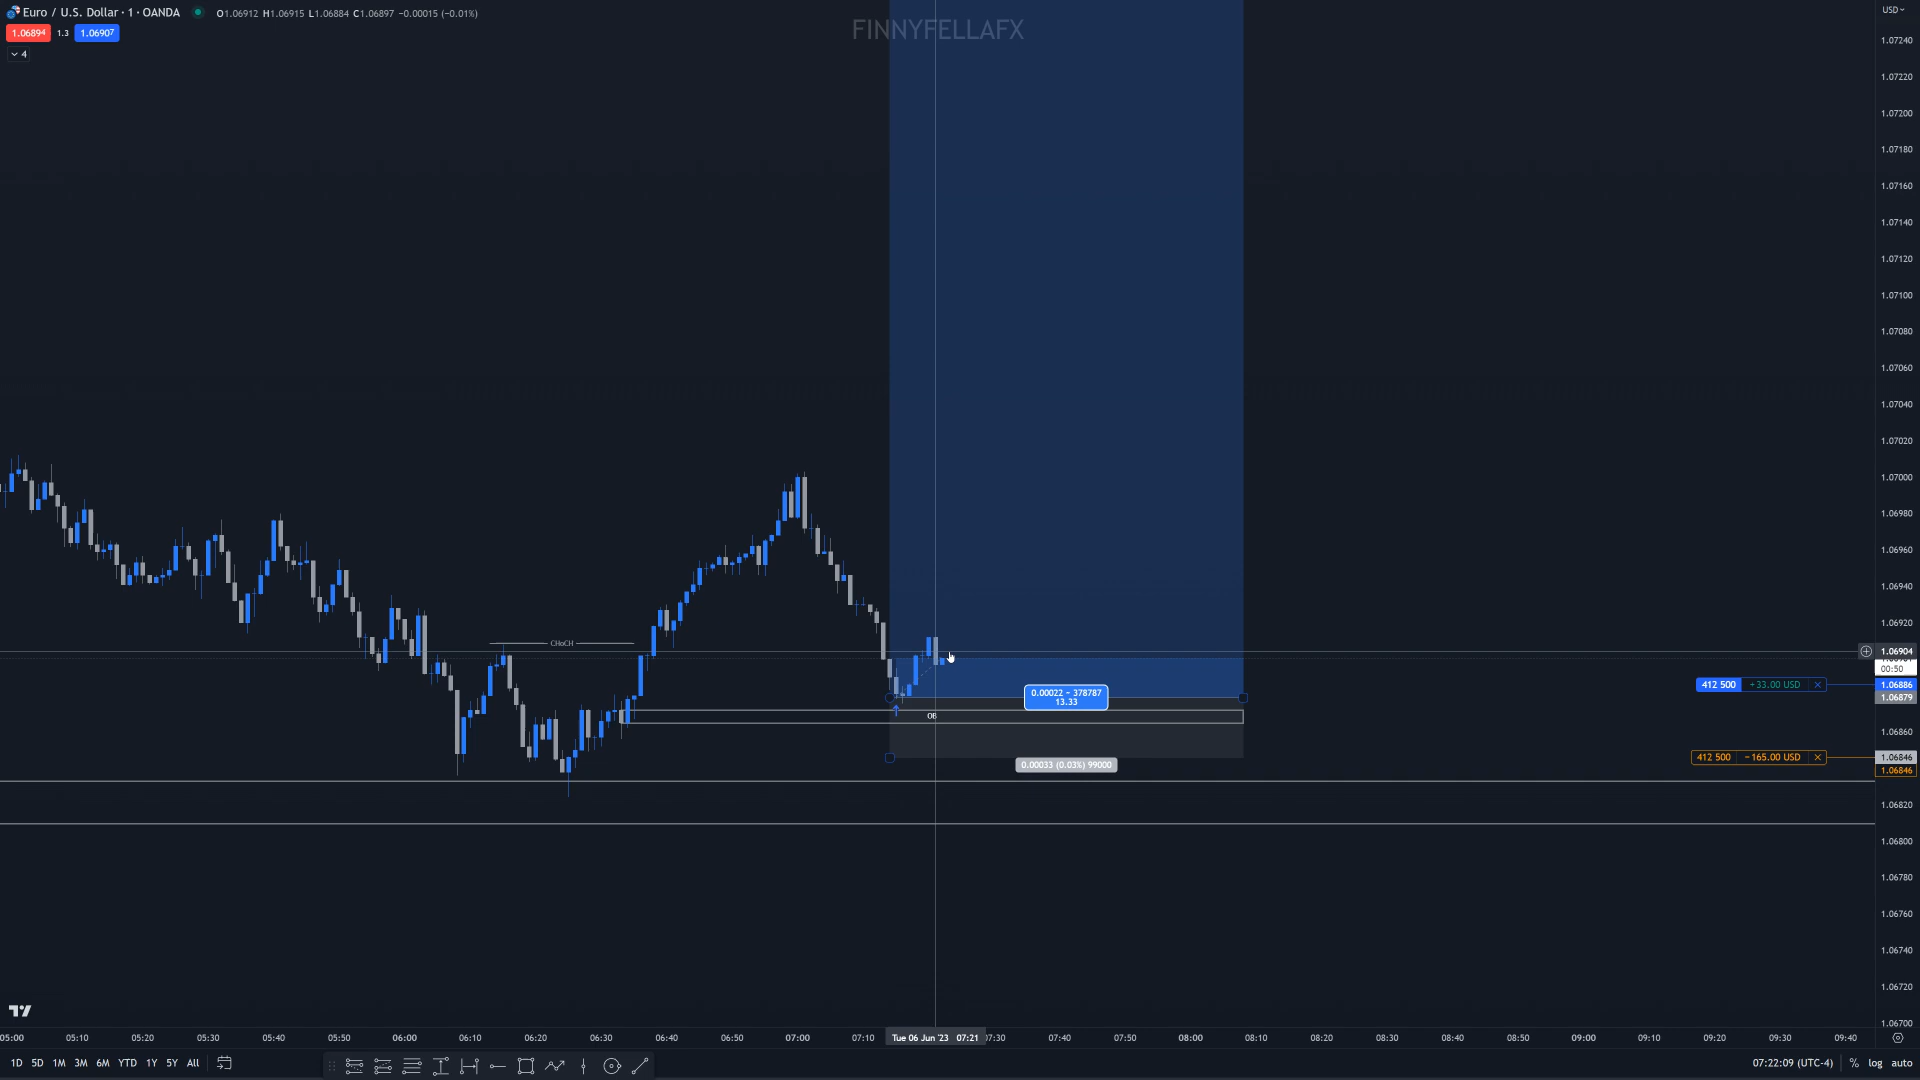 Euro / U.S. Dollar · 1 · OANDA
O1.06912 H1.06915 L1.06884 C1.06897 −0.00015 (−0.01%)
FINNYFELLAFX
USD
1.06894 1.3 1.06907
4
1.07240
1.07220
1.07200
1.07180
1.07160
1.07140
1.07120
1.07100
1.07080
1.07060
1.07040
1.07020
1.07000
1.06980
1.06960
1.06940
1.06920
CHoCH
1.06904
00:50
412 500 +33.00 USD 1.06886
0.00022 − 378787
13.33
1.06879
OB
1.06860
412 500 −165.00 USD 1.06846
0.00033 (0.03%) 99000
1.06846
1.06820
1.06800
1.06780
1.06760
1.06740
1.06720
1.06700
05:00 05:10 05:20 05:30 05:40 05:50 06:00 06:10 06:20 06:30 06:40 06:50 07:00 07:10 Tue 06 Jun '23 07:21 7:30 07:40 07:50 08:00 08:10 08:20 08:30 08:40 08:50 09:00 09:10 09:20 09:30 09:40
1D 5D 1M 3M 6M YTD 1Y 5Y All
07:22:09 (UTC-4) % log auto